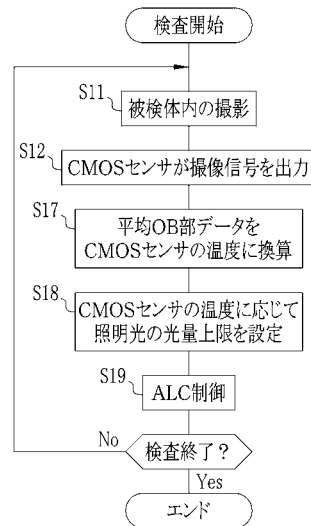 検査開始
S11
被検体内の撮影
S12
CMOSセンサが撮像信号を出力
S17
平均OB部データを
CMOSセンサの温度に換算
S18
CMOSセンサの温度に応じて
照明光の光量上限を設定
S19
ALC制御
No
検査終了？
Yes
エンド